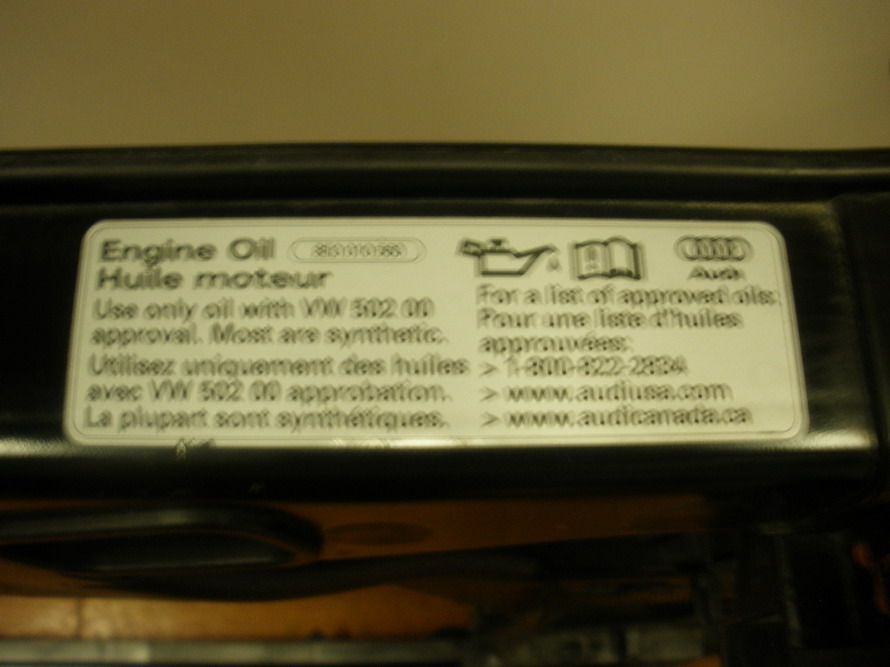 Engine Oil
Huile moteur
Use only oil with VW 502 00
approval. Most are synthetic.
Utilisez uniquement des huiles
avec VW 502 00 approbation.
La plupart sont synthétiques.
Audi
For a list of approved oils:
Pour une liste d'huiles
approuvées:
> 1-800-822-2834
> www.audiusa.com
> www.audicanada.ca